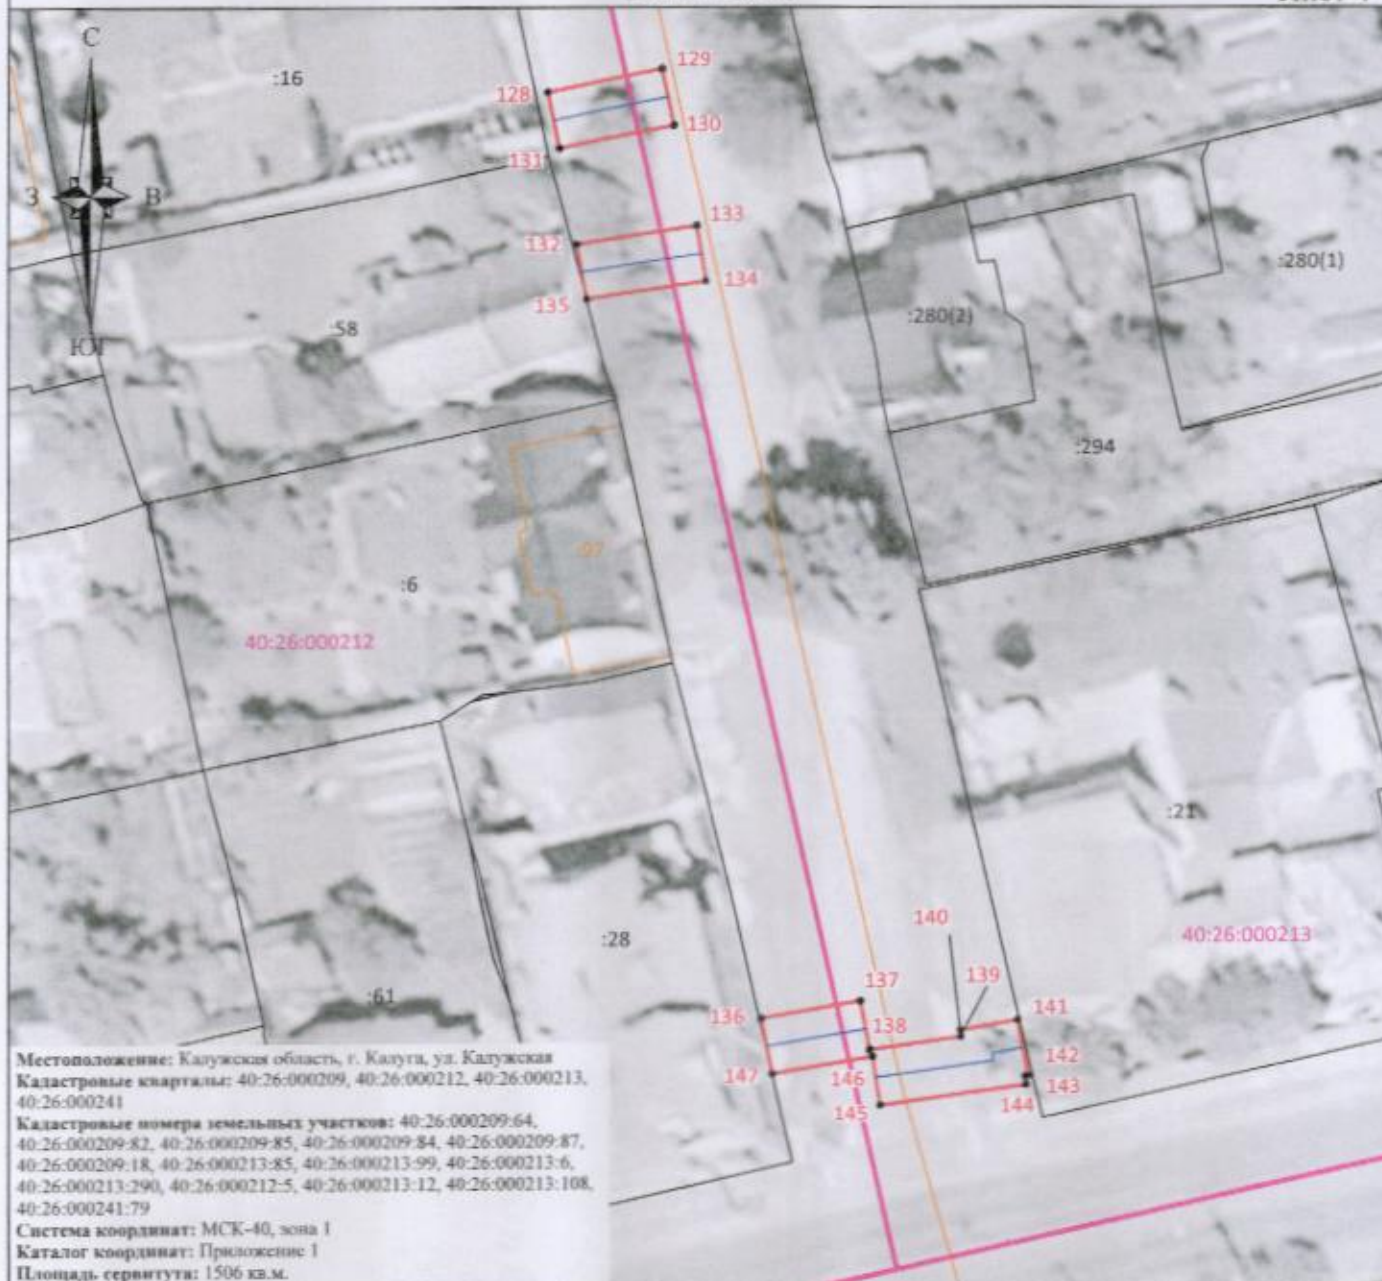 С
:16
129
128
130
131
З
В
133
132
:280(1)
134
135
:280(2)
:58
Ю
:294
:97
:6
40:26:000212
:21
140
40:26:000213
:28
139
137
:61
136
141
138
142
147
146
143
144
145
Местоположение: Калужская область, г. Калуга, ул. Калужская
Кадастровые кварталы: 40:26:000209, 40:26:000212, 40:26:000213,
40:26:000241
Кадастровые номера земельных участков: 40:26:000209:64,
40:26:000209:82, 40:26:000209:85, 40:26:000209:84, 40:26:000209:87,
40:26:000209:18, 40:26:000213:85, 40:26:000213:99, 40:26:000213:6,
40:26:000213:290, 40:26:000212:5, 40:26:000213:12, 40:26:000213:108,
40:26:000241:79
Система координат: МСК-40, зона 1
Каталог координат: Приложение 1
Площадь сервитута: 1506 кв.м.